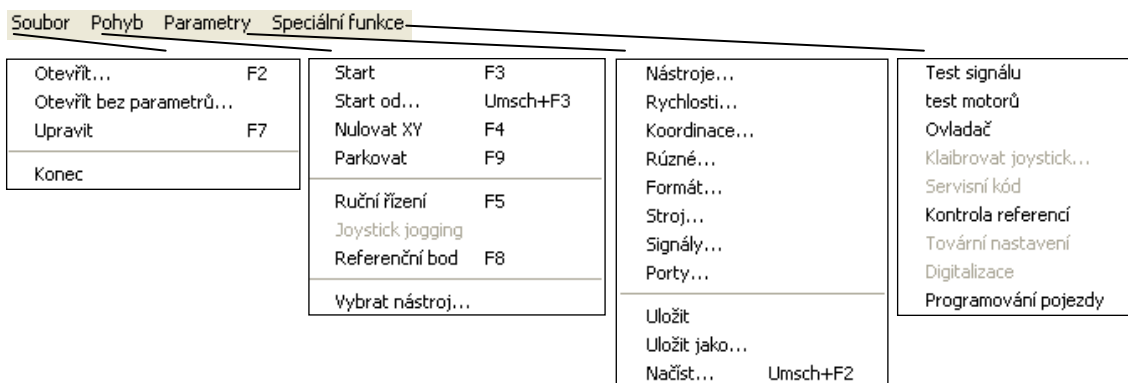 Soubor Pohyb Parametry Speciální funkce
Otevřít... F2
Otevřít bez parametrů...
Upravit F7
Konec
Start F3
Start od... Umsch+F3
Nulovat XY F4
Parkovat F9
Ruční řízení F5
Joystick jogging
Referenční bod F8
Vybrat nástroj...
Nástroje...
Rychlosti...
Koordinace...
Rúzné...
Formát...
Stroj...
Signály...
Porty...
Uložit
Uložit jako...
Načíst... Umsch+F2
Test signálu
test motorů
Ovladač
Klaibrovat joystick...
Servisní kód
Kontrola referencí
Tovární nastavení
Digitalizace
Programování pojezdy